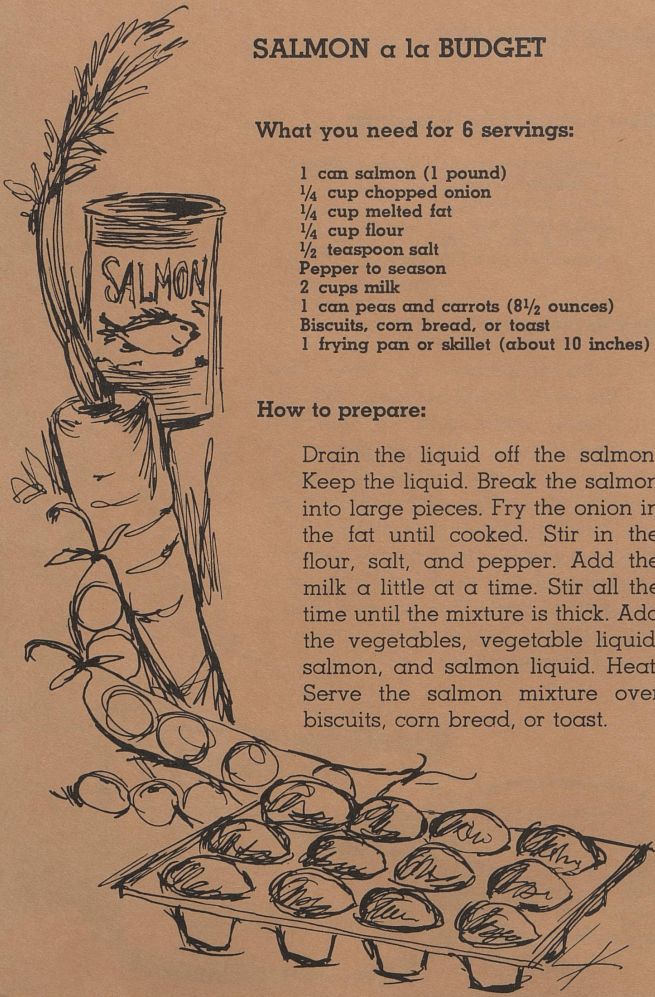 SALMON a la BUDGET
What you need for 6 servings:
1 can salmon (1 pound)
¼ cup chopped onion
¼ cup melted fat
¼ cup flour
½ teaspoon salt
Pepper to season
2 cups milk
1 can peas and carrots (8½ ounces)
Biscuits, corn bread, or toast
1 frying pan or skillet (about 10 inches)
SALMON
How to prepare:
Drain the liquid off the salmon
Keep the liquid. Break the salmon
into large pieces. Fry the onion in
the fat until cooked. Stir in the
flour, salt, and pepper. Add the
milk a little at a time. Stir all the
time until the mixture is thick. Add
the vegetables, vegetable liquid
salmon, and salmon liquid. Heat
Serve the salmon mixture over
biscuits, corn bread, or toast.